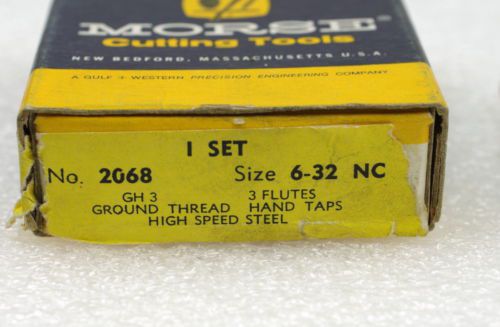 MORSE
Cutting Tools
NEW BEDFORD, MASSACHUSETTS U.S.A.
A GULF + WESTERN PRECISION ENGINEERING COMPANY
1 SET
No. 2068 Size 6-32 NC
GH 3 3 FLUTES
GROUND THREAD HAND TAPS
HIGH SPEED STEEL